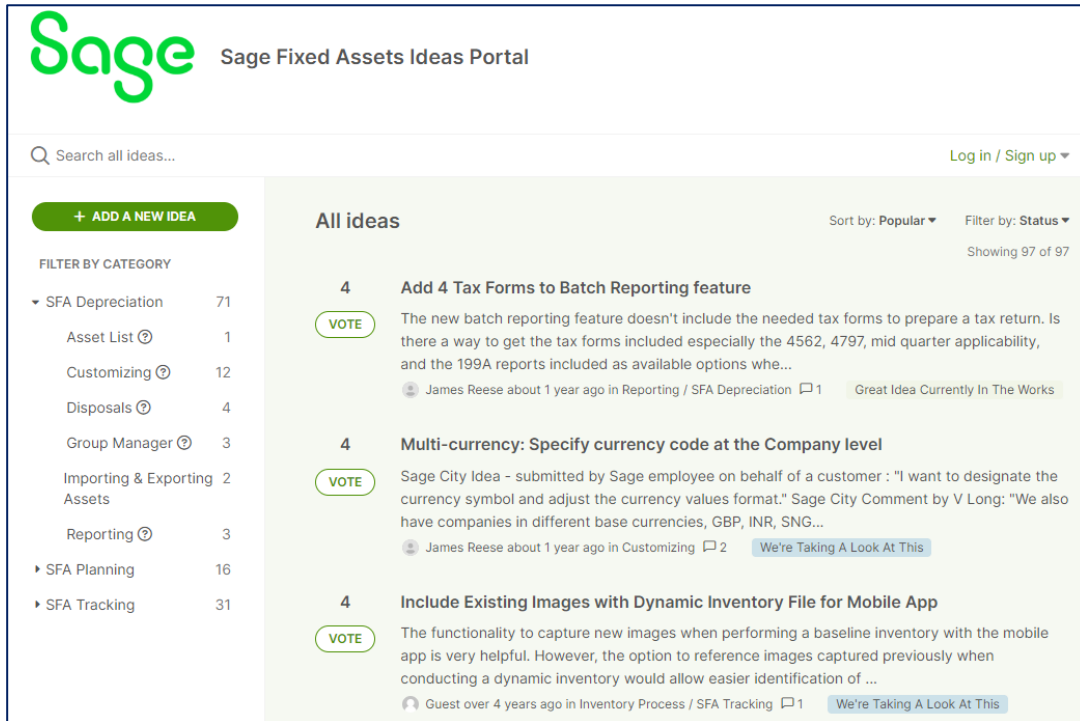 Sage
Sage Fixed Assets Ideas Portal
Search all ideas...
Log in / Sign up
+ ADD A NEW IDEA
FILTER BY CATEGORY
SFA Depreciation 71
Asset List 1
Customizing 12
Disposals 4
Group Manager 3
Importing & Exporting 2
Assets
Reporting 3
SFA Planning 16
SFA Tracking 31
All ideas
Sort by: Popular
Filter by: Status
Showing 97 of 97
4
VOTE
Add 4 Tax Forms to Batch Reporting feature
The new batch reporting feature doesn't include the needed tax forms to prepare a tax return. Is
there a way to get the tax forms included especially the 4562, 4797, mid quarter applicability,
and the 199A reports included as available options whe...
James Reese about 1 year ago in Reporting / SFA Depreciation 1 Great Idea Currently In The Works
4
VOTE
Multi-currency: Specify currency code at the Company level
Sage City Idea - submitted by Sage employee on behalf of a customer : "I want to designate the
currency symbol and adjust the currency values format." Sage City Comment by V Long: "We also
have companies in different base currencies, GBP, INR, SNG...
James Reese about 1 year ago in Customizing 2 We're Taking A Look At This
4
VOTE
Include Existing Images with Dynamic Inventory File for Mobile App
The functionality to capture new images when performing a baseline inventory with the mobile
app is very helpful. However, the option to reference images captured previously when
conducting a dynamic inventory would allow easier identification of ...
Guest over 4 years ago in Inventory Process / SFA Tracking 1 We're Taking A Look At This